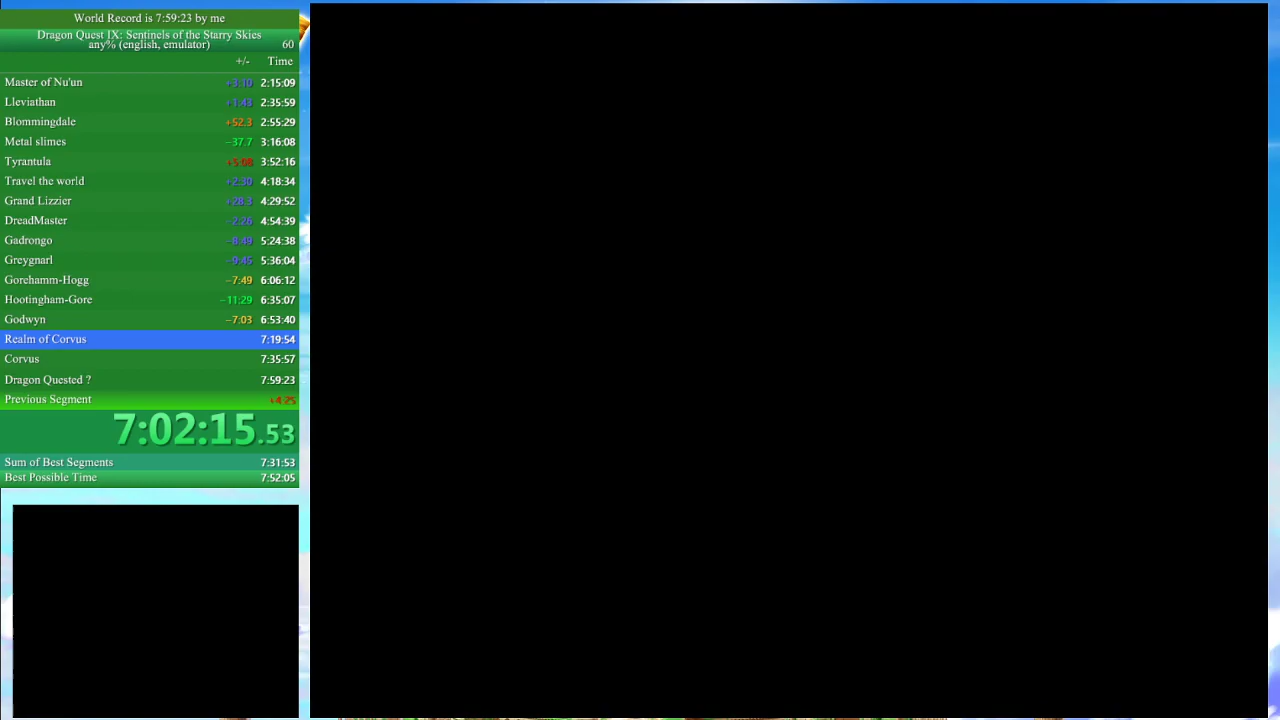 World Record is 7:59:23 by me
Dragon Quest IX: Sentinels of the Starry Skies
any% (english, emulator) 60
+/- Time
Master of Nu'un +3:10 2:15:09
Lleviathan +1:43 2:35:59
Blommingdale +52.3 2:55:29
Metal slimes −37.7 3:16:08
Tyrantula +5:08 3:52:16
Travel the world +2:30 4:18:34
Grand Lizzier +28.3 4:29:52
DreadMaster −2:26 4:54:39
Gadrongo −8:49 5:24:38
Greygnarl −9:45 5:36:04
Gorehamm-Hogg −7:49 6:06:12
Hootingham-Gore −11:29 6:35:07
Godwyn −7:03 6:53:40
Realm of Corvus 7:19:54
Corvus 7:35:57
Dragon Quested ? 7:59:23
Previous Segment +4:25
7:02:15.53
Sum of Best Segments 7:31:53
Best Possible Time 7:52:05